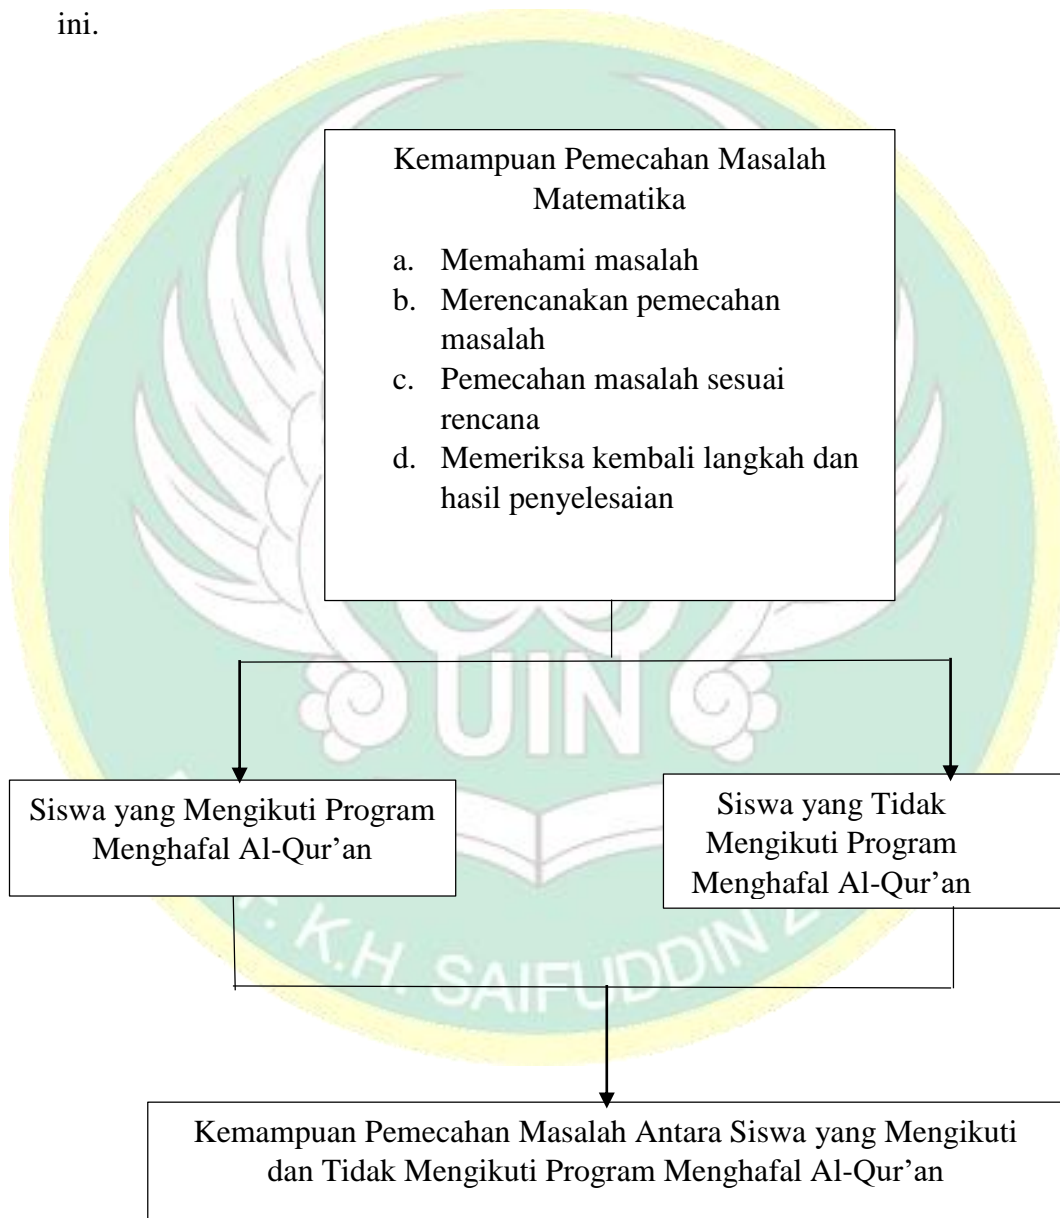 ini.
Kemampuan Pemecahan Masalah
Matematika
a. Memahami masalah
b. Merencanakan pemecahan
masalah
c. Pemecahan masalah sesuai
rencana
d. Memeriksa kembali langkah dan
hasil penyelesaian
UIN
Siswa yang Mengikuti Program
Menghafal Al-Qur’an
Siswa yang Tidak
Mengikuti Program
Menghafal Al-Qur’an
K.H. SAIFUDDIN
Kemampuan Pemecahan Masalah Antara Siswa yang Mengikuti
dan Tidak Mengikuti Program Menghafal Al-Qur’an